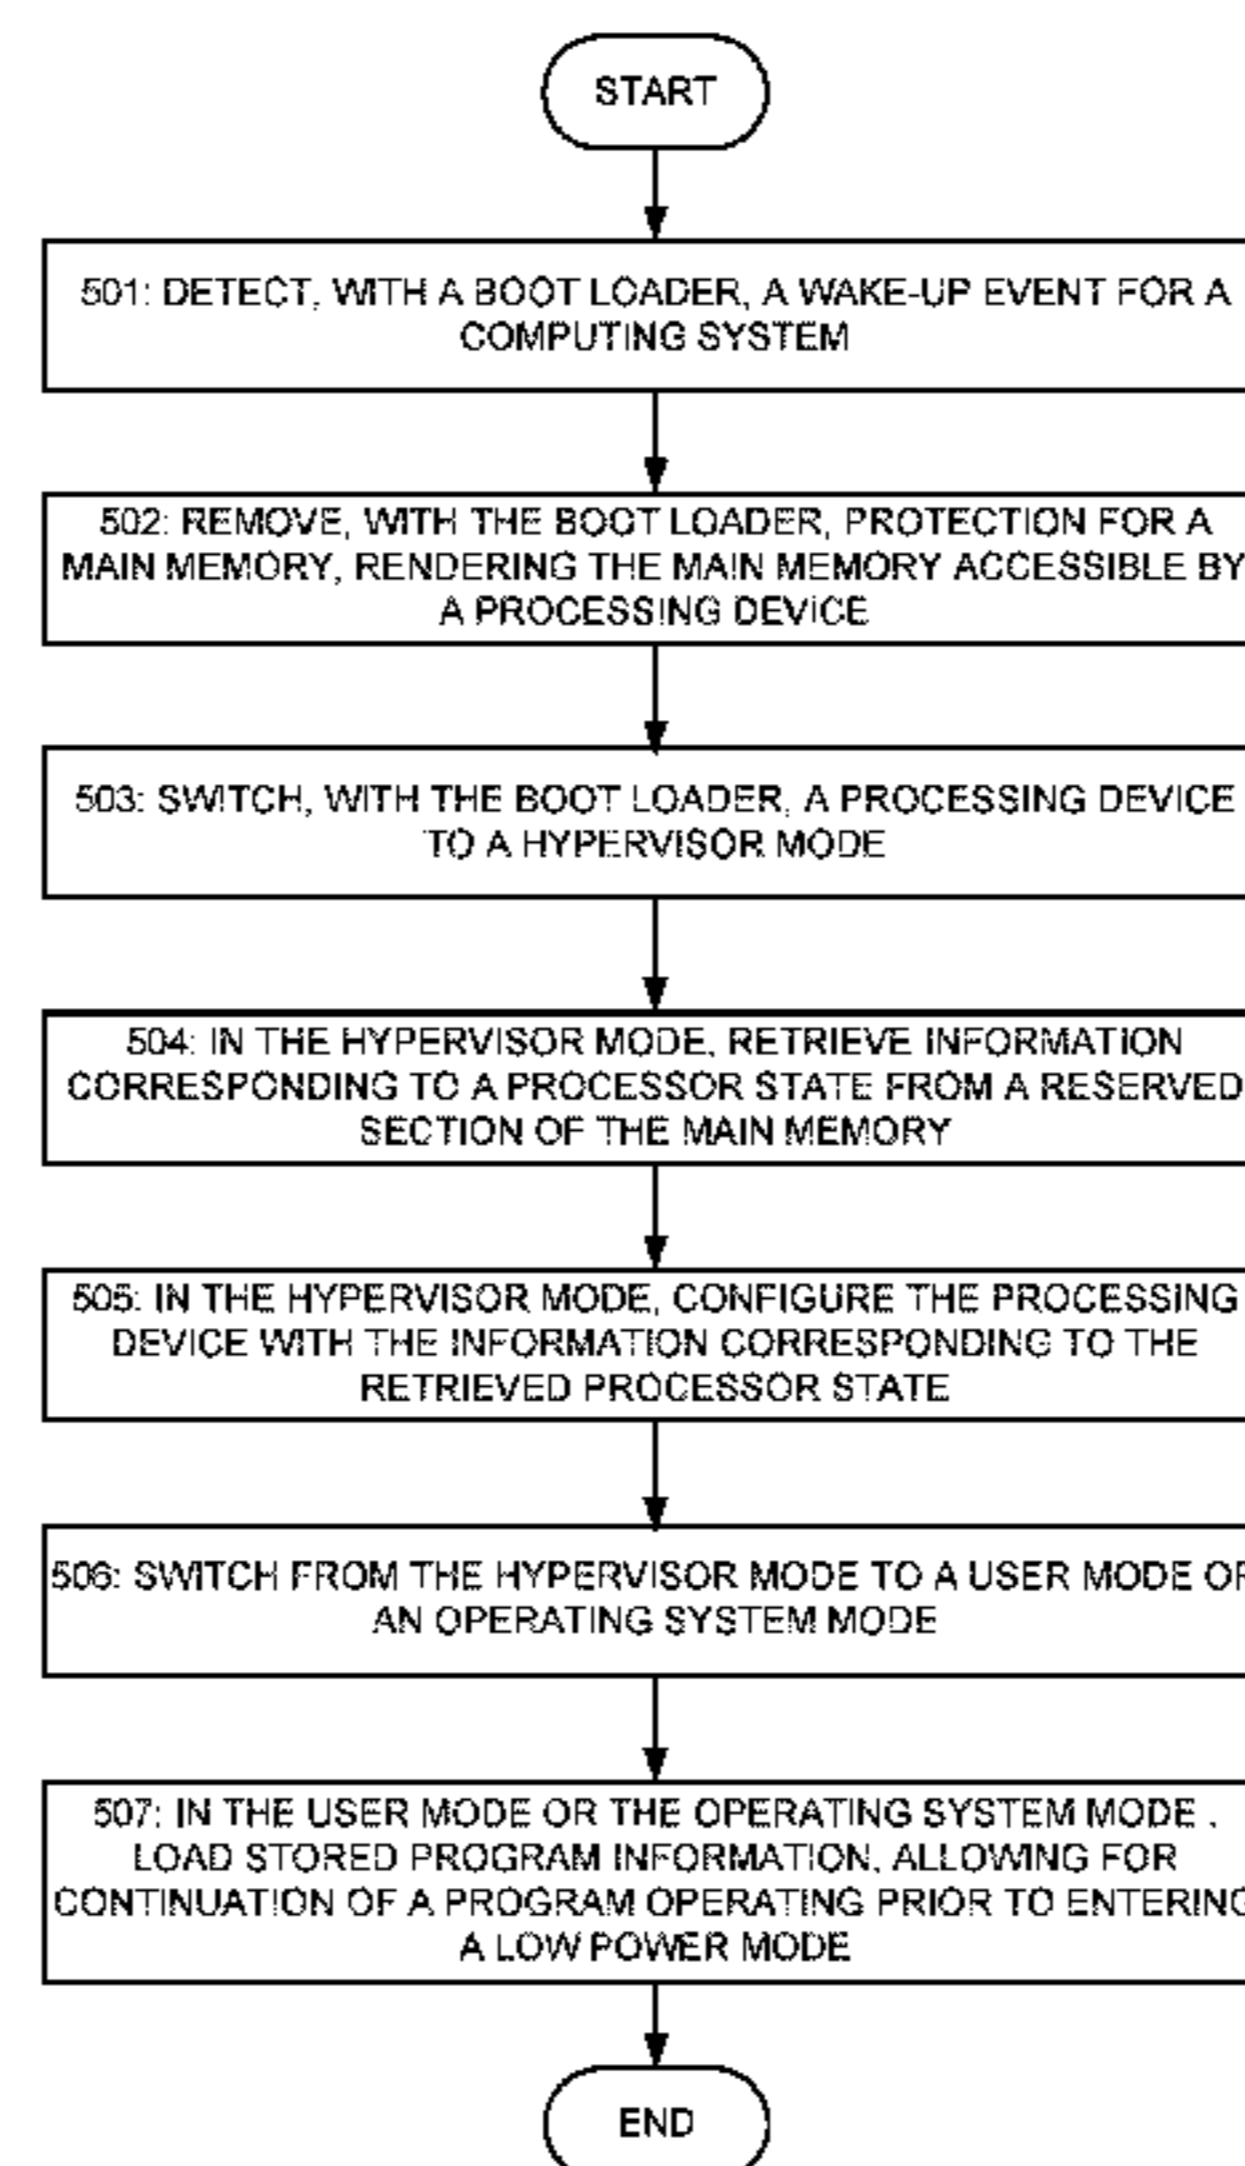 START
501: DETECT, WITH A BOOT LOADER, A WAKE-UP EVENT FOR A
COMPUTING SYSTEM
502: REMOVE, WITH THE BOOT LOADER, PROTECTION FOR A
MAIN MEMORY, RENDERING THE MAIN MEMORY ACCESSIBLE BY
A PROCESSING DEVICE
503: SWITCH, WITH THE BOOT LOADER, A PROCESSING DEVICE
TO A HYPERVISOR MODE
504: IN THE HYPERVISOR MODE, RETRIEVE INFORMATION
CORRESPONDING TO A PROCESSOR STATE FROM A RESERVED
SECTION OF THE MAIN MEMORY
505: IN THE HYPERVISOR MODE, CONFIGURE THE PROCESSING
DEVICE WITH THE INFORMATION CORRESPONDING TO THE
RETRIEVED PROCESSOR STATE
506: SWITCH FROM THE HYPERVISOR MODE TO A USER MODE OR
AN OPERATING SYSTEM MODE
507: IN THE USER MODE OR THE OPERATING SYSTEM MODE ,
LOAD STORED PROGRAM INFORMATION, ALLOWING FOR
CONTINUATION OF A PROGRAM OPERATING PRIOR TO ENTERING
A LOW POWER MODE
END